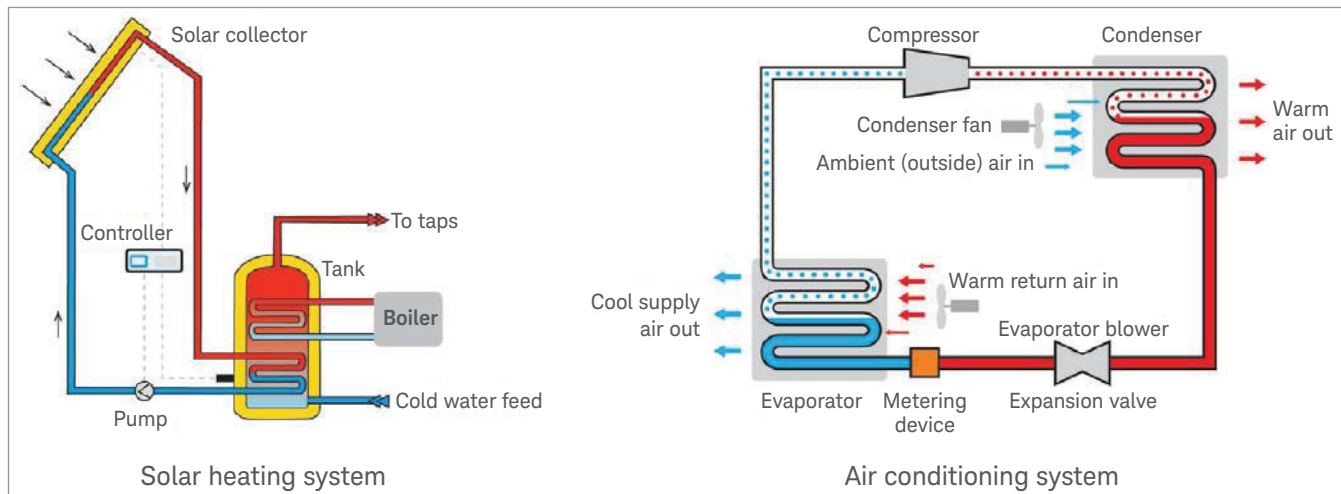 Solar collector
Controller
To taps
Tank
Boiler
Cold water feed
Pump
Solar heating system
Compressor
Condenser
Condenser fan
Ambient (outside) air in
Warm
air out
Cool supply
air out
Warm return air in
Evaporator blower
Evaporator
Metering
device
Expansion valve
Air conditioning system